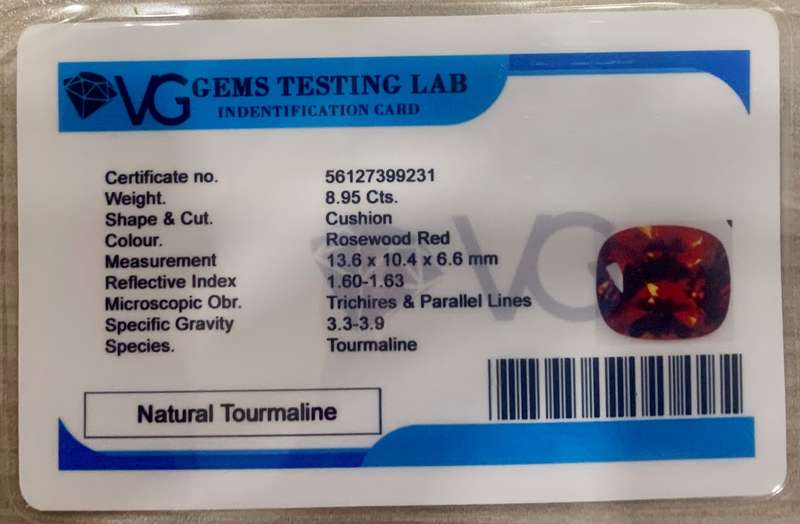 VG GEMS TESTING LAB
INDENTIFICATION CARD
Certificate no. 56127399231
Weight. 8.95 Cts.
Shape & Cut. Cushion
Colour. Rosewood Red
Measurement 13.6 x 10.4 x 6.6 mm
Reflective Index 1.60-1.63
Microscopic Obr. Trichires & Parallel Lines
Specific Gravity 3.3-3.9
Species. Tourmaline
VG
Natural Tourmaline